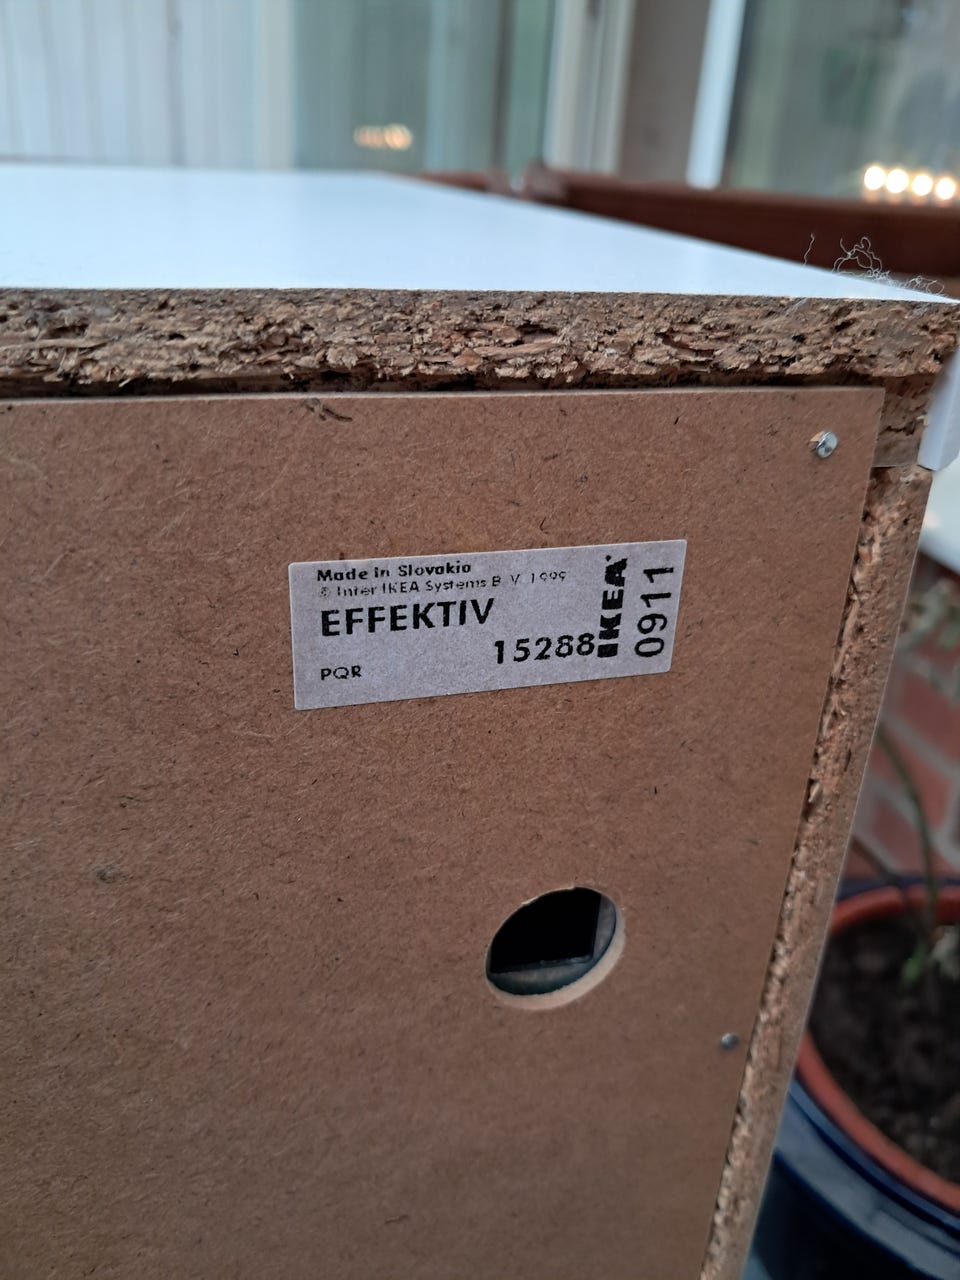 Made in Slovakia
© Inter IKEA Systems B.V. 1999
EFFEKTIV
15288
PQR
IKEA
0911